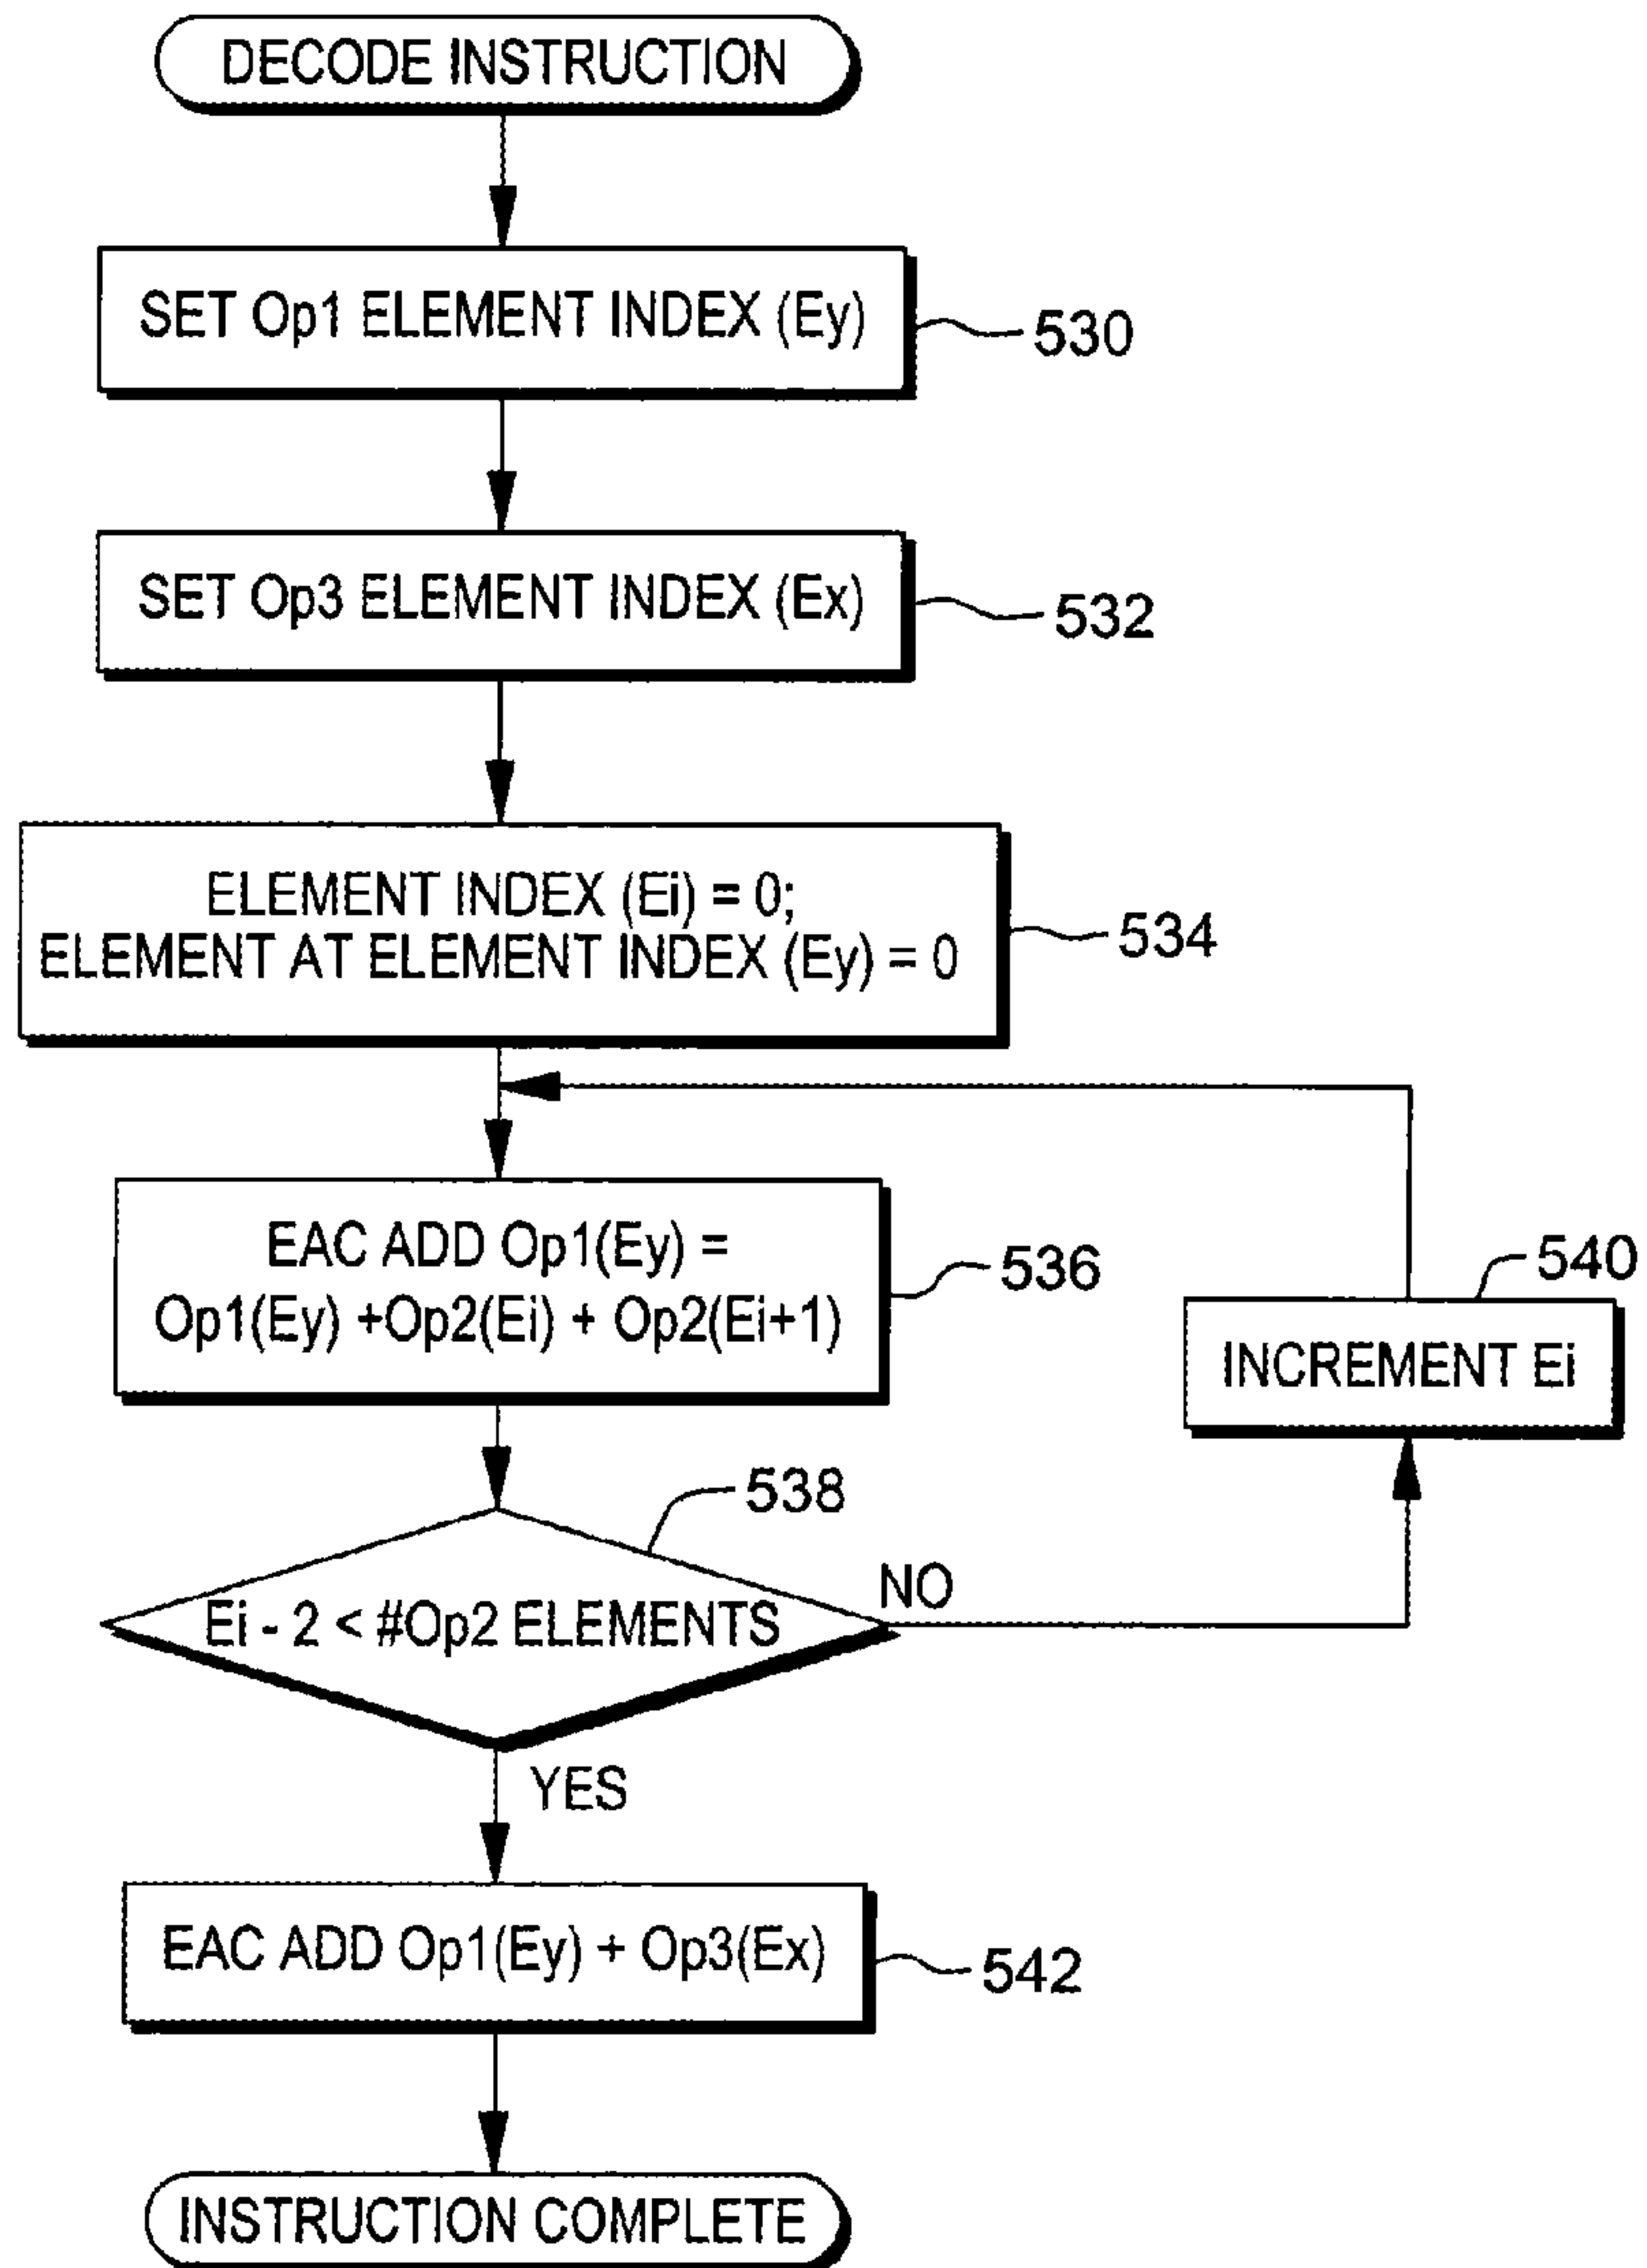 DECODE INSTRUCTION
SET Op1 ELEMENT INDEX (Ey)
530
SET Op3 ELEMENT INDEX (Ex)
532
ELEMENT INDEX (Ei) = 0;
ELEMENT AT ELEMENT INDEX (Ey) = 0
534
EAC ADD Op1(Ey) =
Op1(Ey) +Op2(Ei) + Op2(Ei+1)
536
540
INCREMENT Ei
538
Ei - 2 < #Op2 ELEMENTS
NO
YES
EAC ADD Op1(Ey) + Op3(Ex)
542
INSTRUCTION COMPLETE